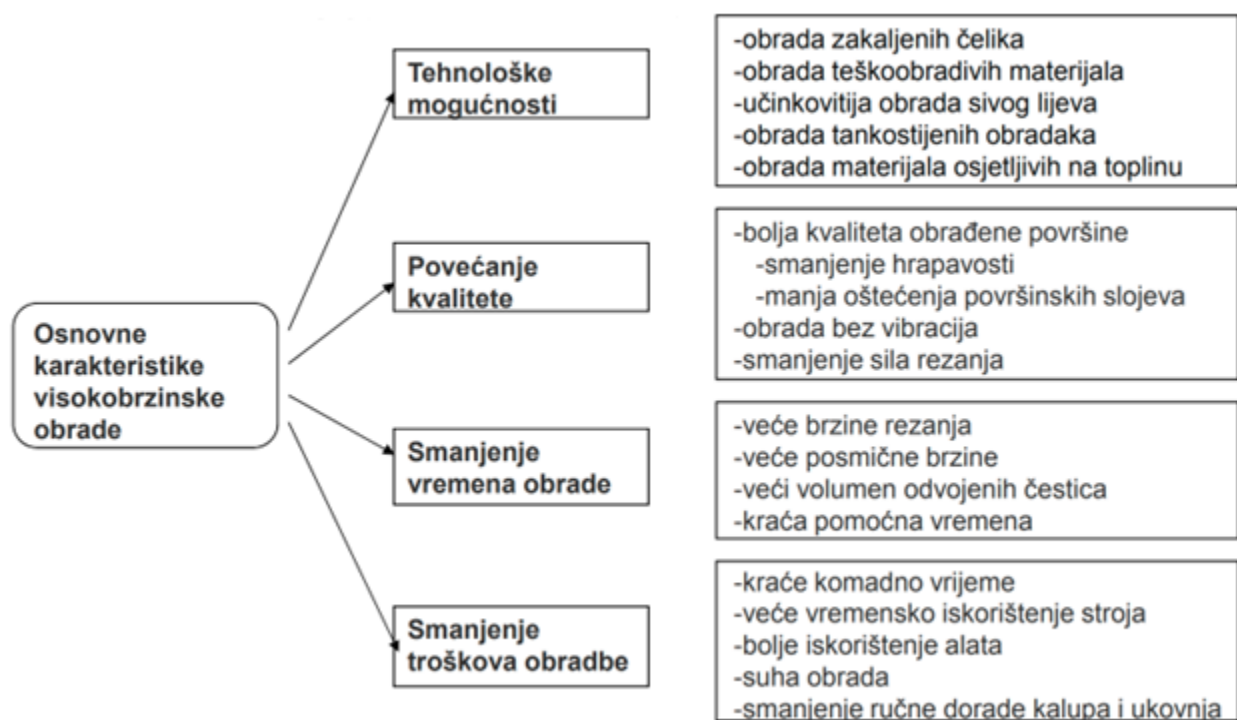 Osnovne
karakteristike
visokobrzinske
obrade
Tehnološke
mogućnosti
-obrada zakaljenih čelika
-obrada teškoobradivih materijala
-učinkovitija obrada sivog lijeva
-obrada tankostijenih obradaka
-obrada materijala osjetljivih na toplinu
Povećanje
kvalitete
-bolja kvaliteta obrađene površine
-smanjenje hrapavosti
-manja oštećenja površinskih slojeva
-obrada bez vibracija
-smanjenje sila rezanja
Smanjenje
vremena obrade
-veće brzine rezanja
-veće posmične brzine
-veći volumen odvojenih čestica
-kraća pomoćna vremena
Smanjenje
troškova obradbe
-kraće komadno vrijeme
-veće vremensko iskorištenje stroja
-bolje iskorištenje alata
-suha obrada
-smanjenje ručne dorade kalupa i ukovnja